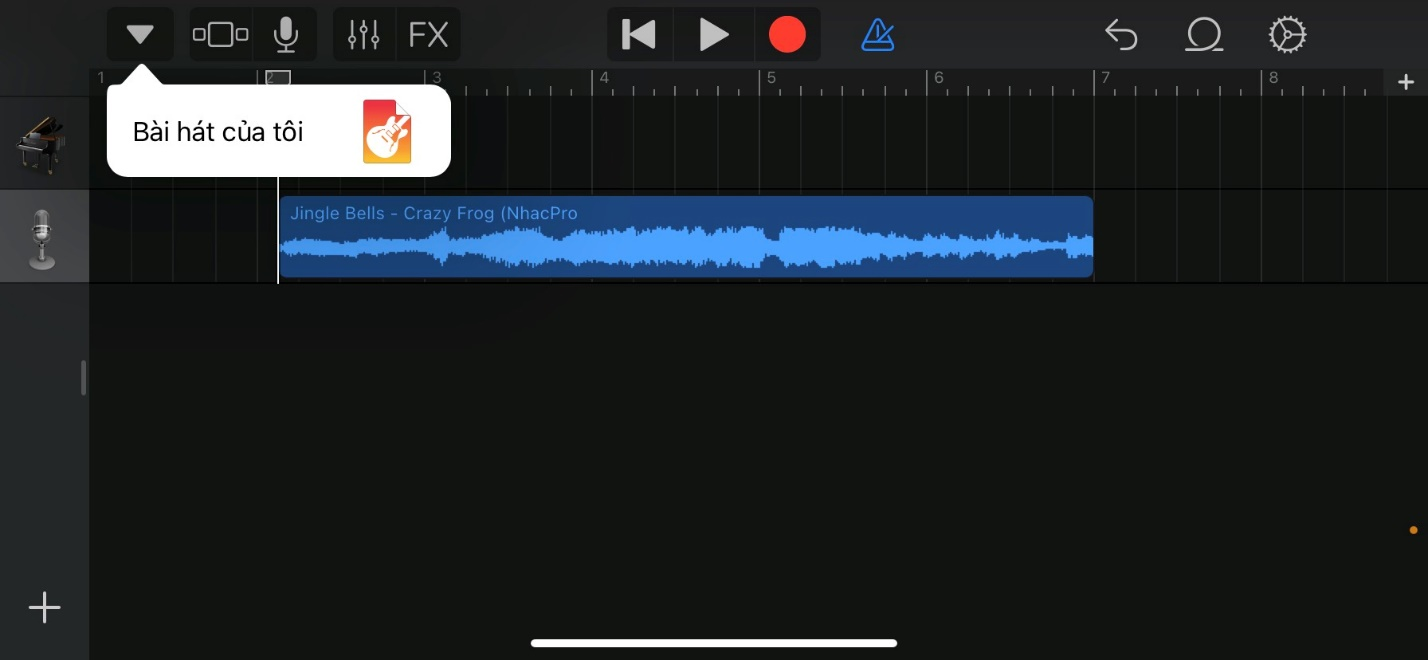 FX
1 2 3 4 5 6 7 8
Bài hát của tôi
Jingle Bells - Crazy Frog (NhacPro